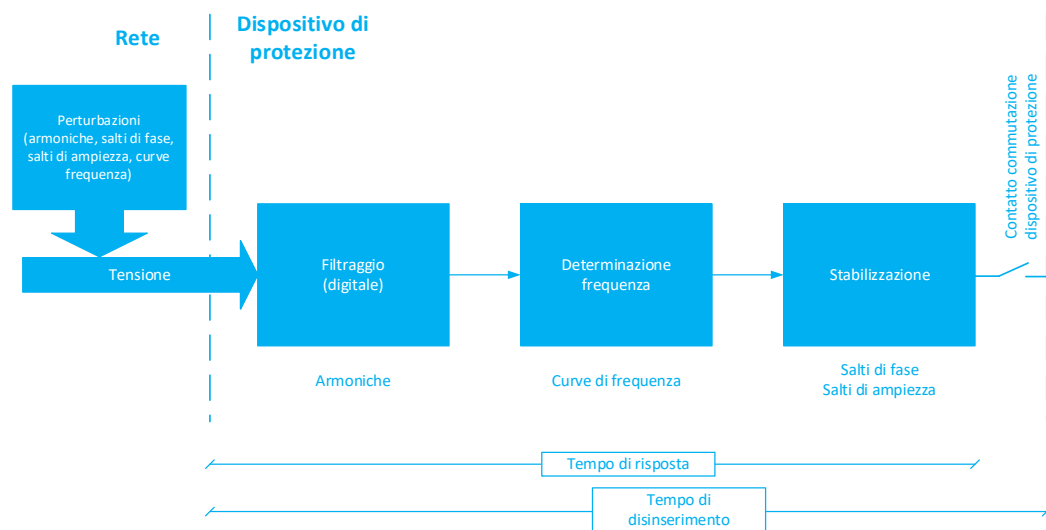 Rete
Dispositivo di
protezione
Perturbazioni
(armoniche, salti di fase,
salti di ampiezza, curve
frequenza)
Tensione
Filtraggio
(digitale)
Determinazione
frequenza
Stabilizzazione
Contatto commutazione
dispositivo di protezione
Armoniche
Curve di frequenza
Salti di fase
Salti di ampiezza
Tempo di risposta
Tempo di
disinserimento